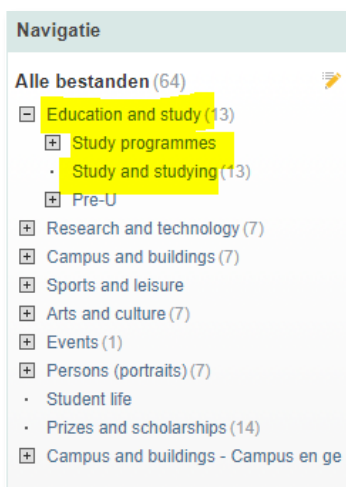 Navigatie
Alle bestanden (64)
Education and study (13)
Study programmes
Study and studying (13)
Pre-U
Research and technology (7)
Campus and buildings (7)
Sports and leisure
Arts and culture (7)
Events (1)
Persons (portraits) (7)
Student life
Prizes and scholarships (14)
Campus and buildings - Campus en ge